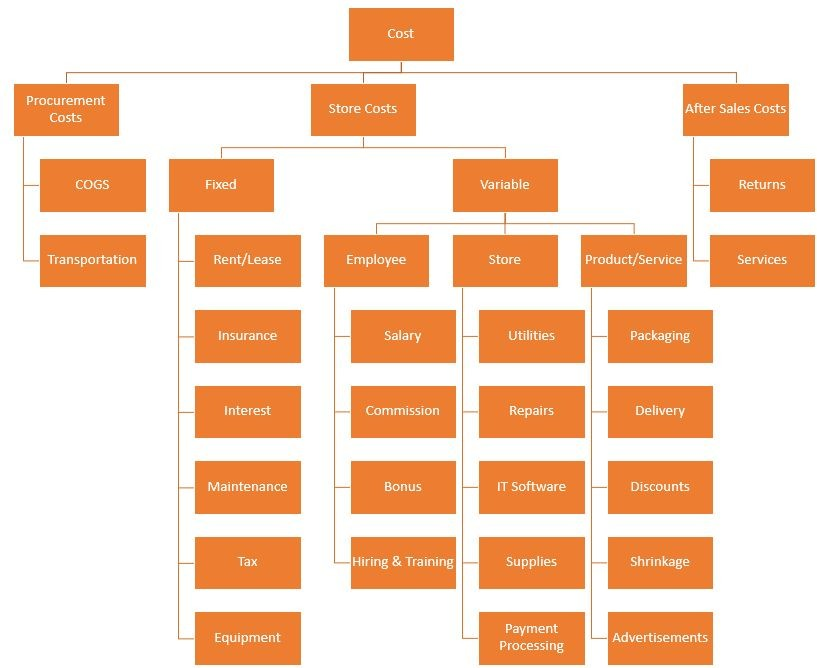 Cost
Procurement
Costs
Store Costs
After Sales Costs
COGS
Fixed
Variable
Returns
Transportation
Rent/Lease
Employee
Store
Product/Service
Services
Insurance
Salary
Utilities
Packaging
Interest
Commission
Repairs
Delivery
Maintenance
Bonus
IT Software
Discounts
Tax
Hiring & Training
Supplies
Shrinkage
Equipment
Payment
Processing
Advertisements